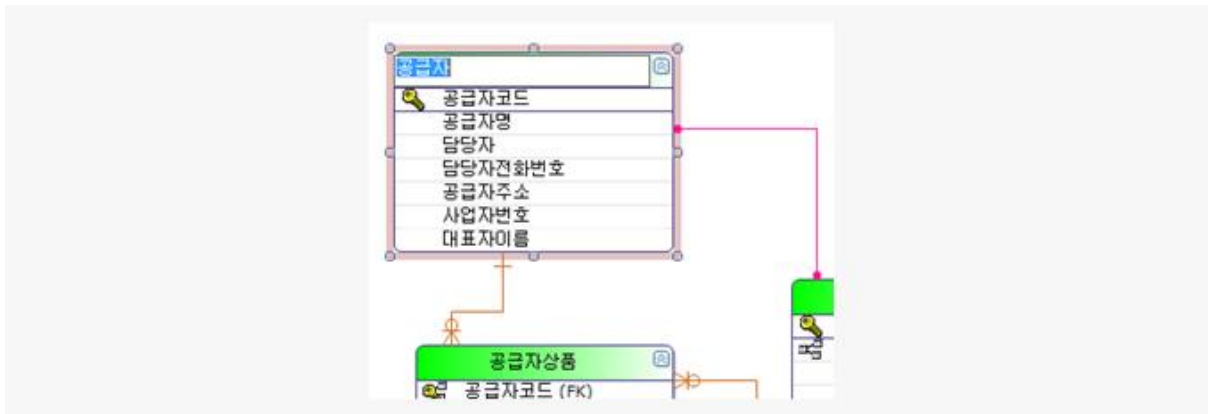 공급자
공급자코드
공급자명
담당자
담당자전화번호
공급자주소
사업자번호
대표자이름
공급자상품
공급자코드 (FK)